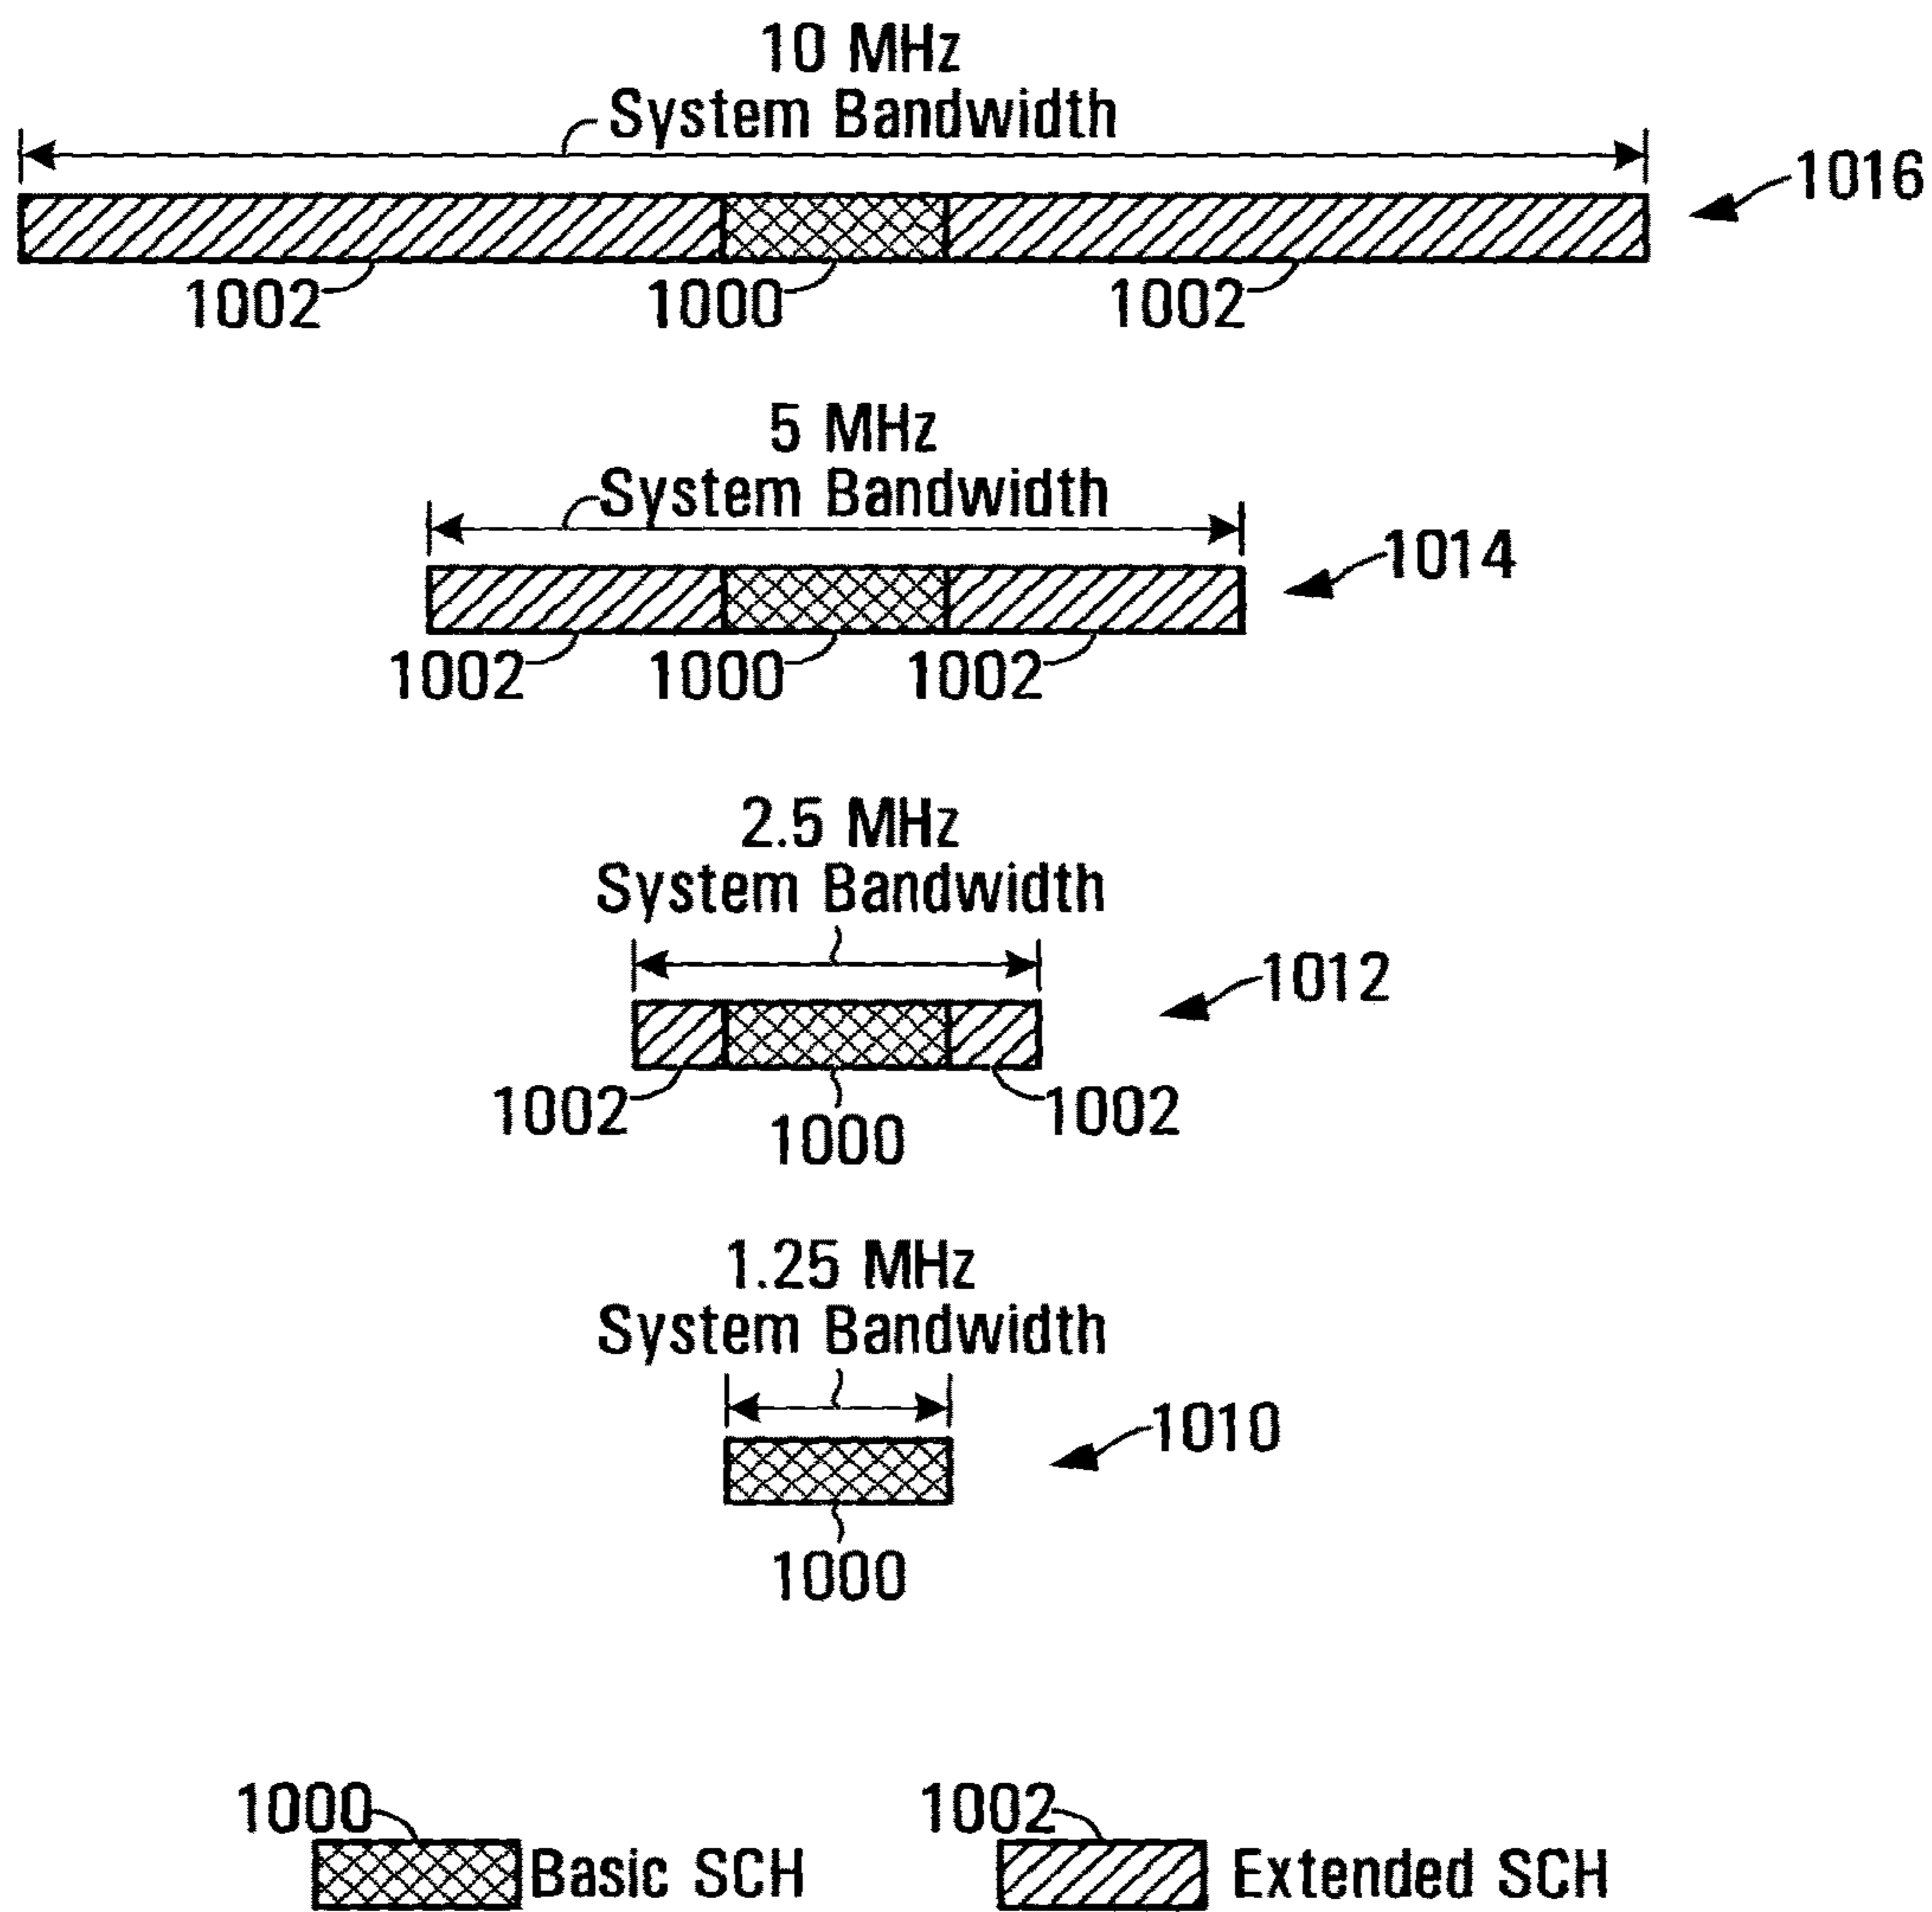 10 MHz
System Bandwidth
1016
1002 1000 1002
5 MHz
System Bandwidth
1014
1002 1000 1002
2.5 MHz
System Bandwidth
1012
1002 1000 1002
1.25 MHz
System Bandwidth
1010
1000
1000 1002
Basic SCH Extended SCH